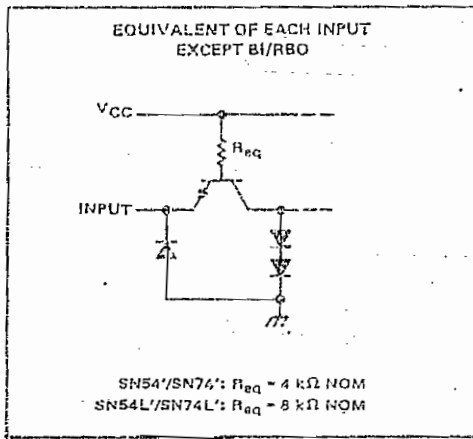 EQUIVALENT OF EACH INPUT
EXCEPT BI/RBO
VCC
Req
INPUT
SN54'/SN74': Req = 4 kΩ NOM
SN54L'/SN74L': Req = 8 kΩ NOM